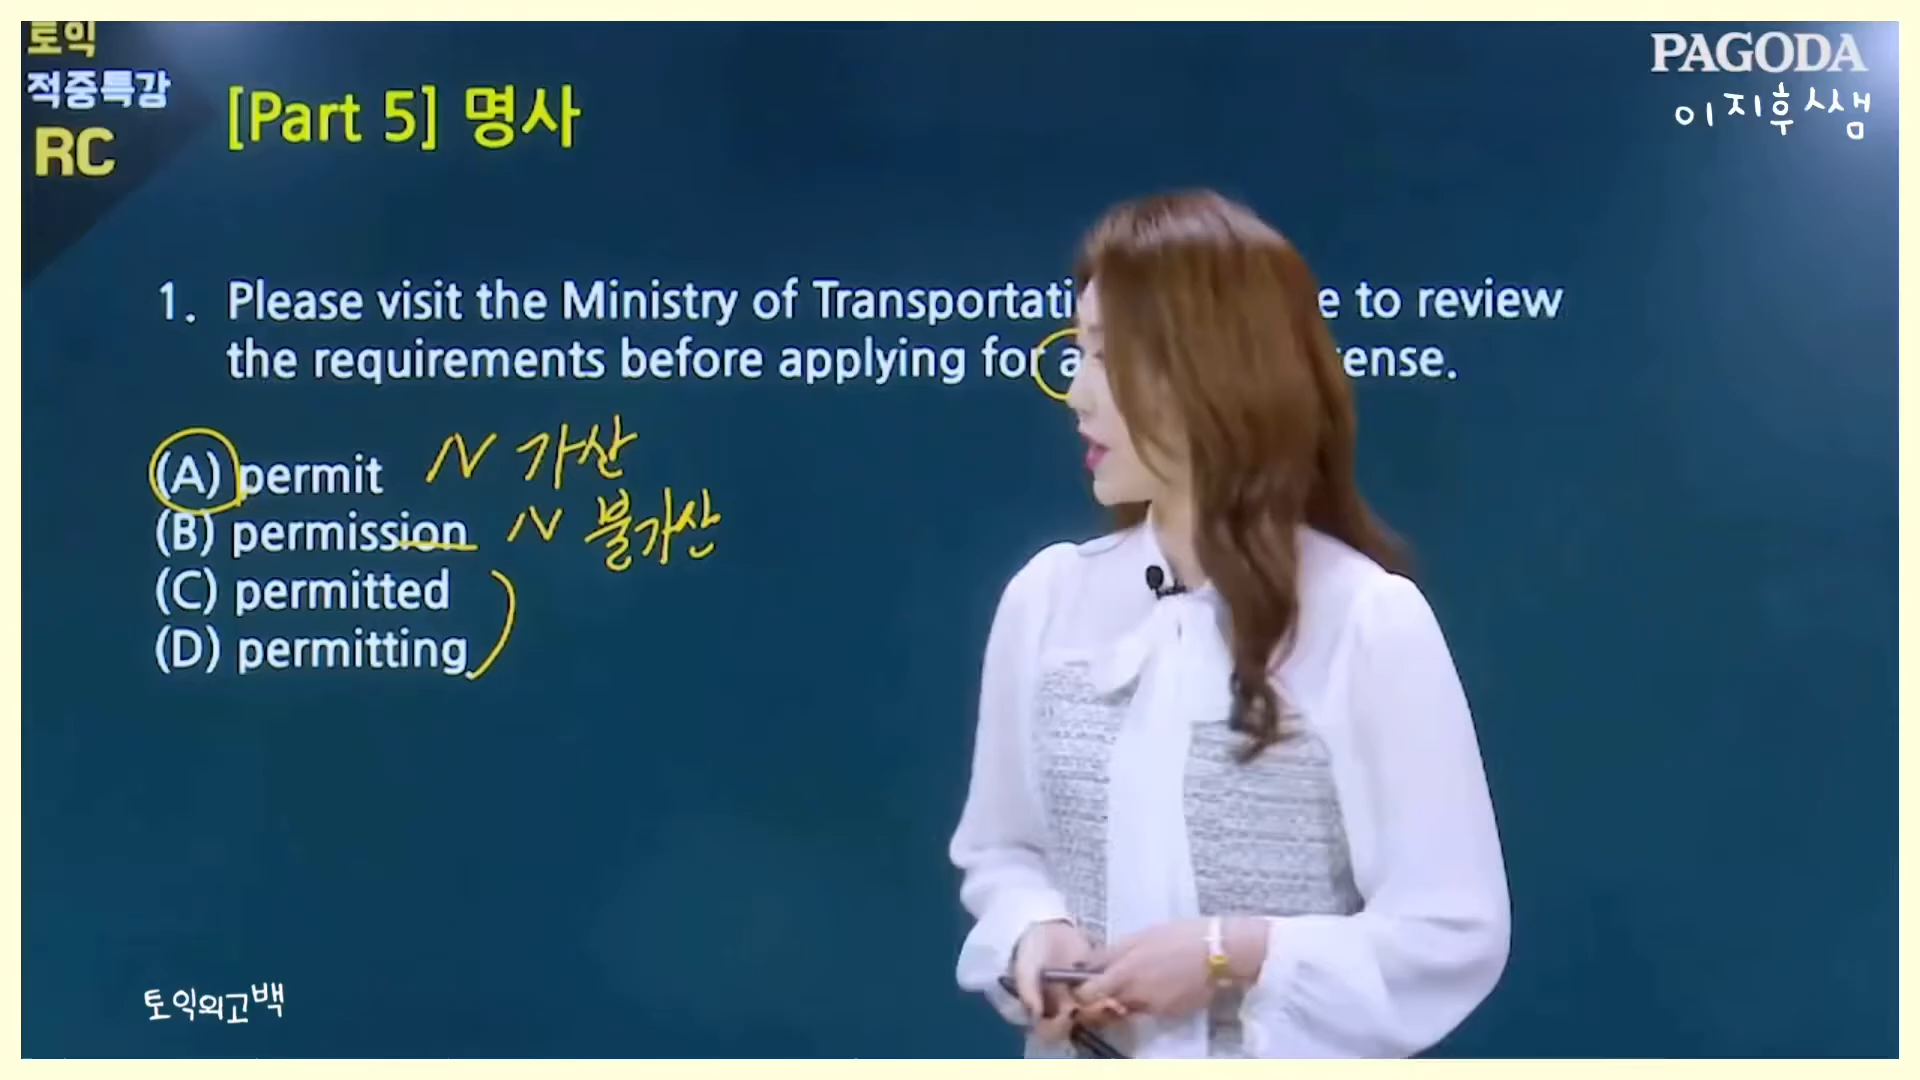 토익
적중특강
RC
PAGODA
이지후쌤
[Part 5] 명사
1. Please visit the Ministry of to review
the requirements before applying for
(A) permit N 가산
(B) permission N 불가산
(C) permitted
(D) permitting
토익의고백